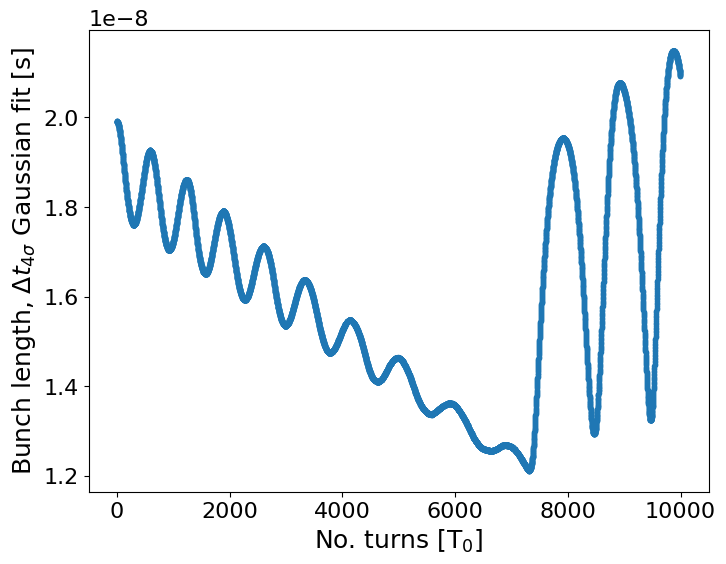 1e−8
Bunch length, Δt4σ Gaussian fit [s]
2.0
1.8
1.6
1.4
1.2
0 2000 4000 6000 8000 10000
No. turns [T0]